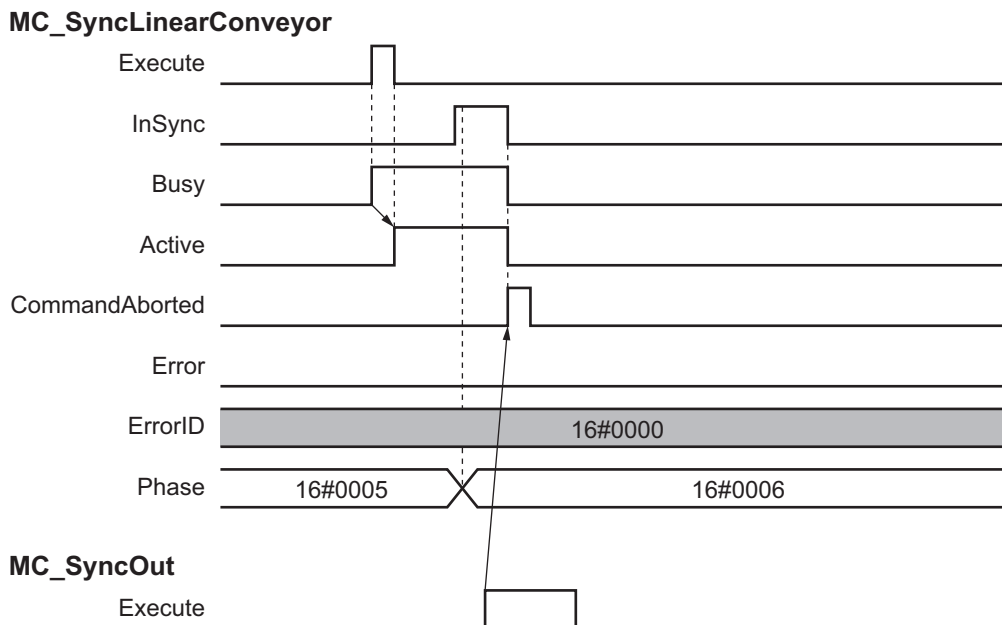 MC_SyncLinearConveyor
Execute
InSync
Busy
Active
CommandAborted
Error
ErrorID
16#0000
Phase
16#0005
16#0006
MC_SyncOut
Execute